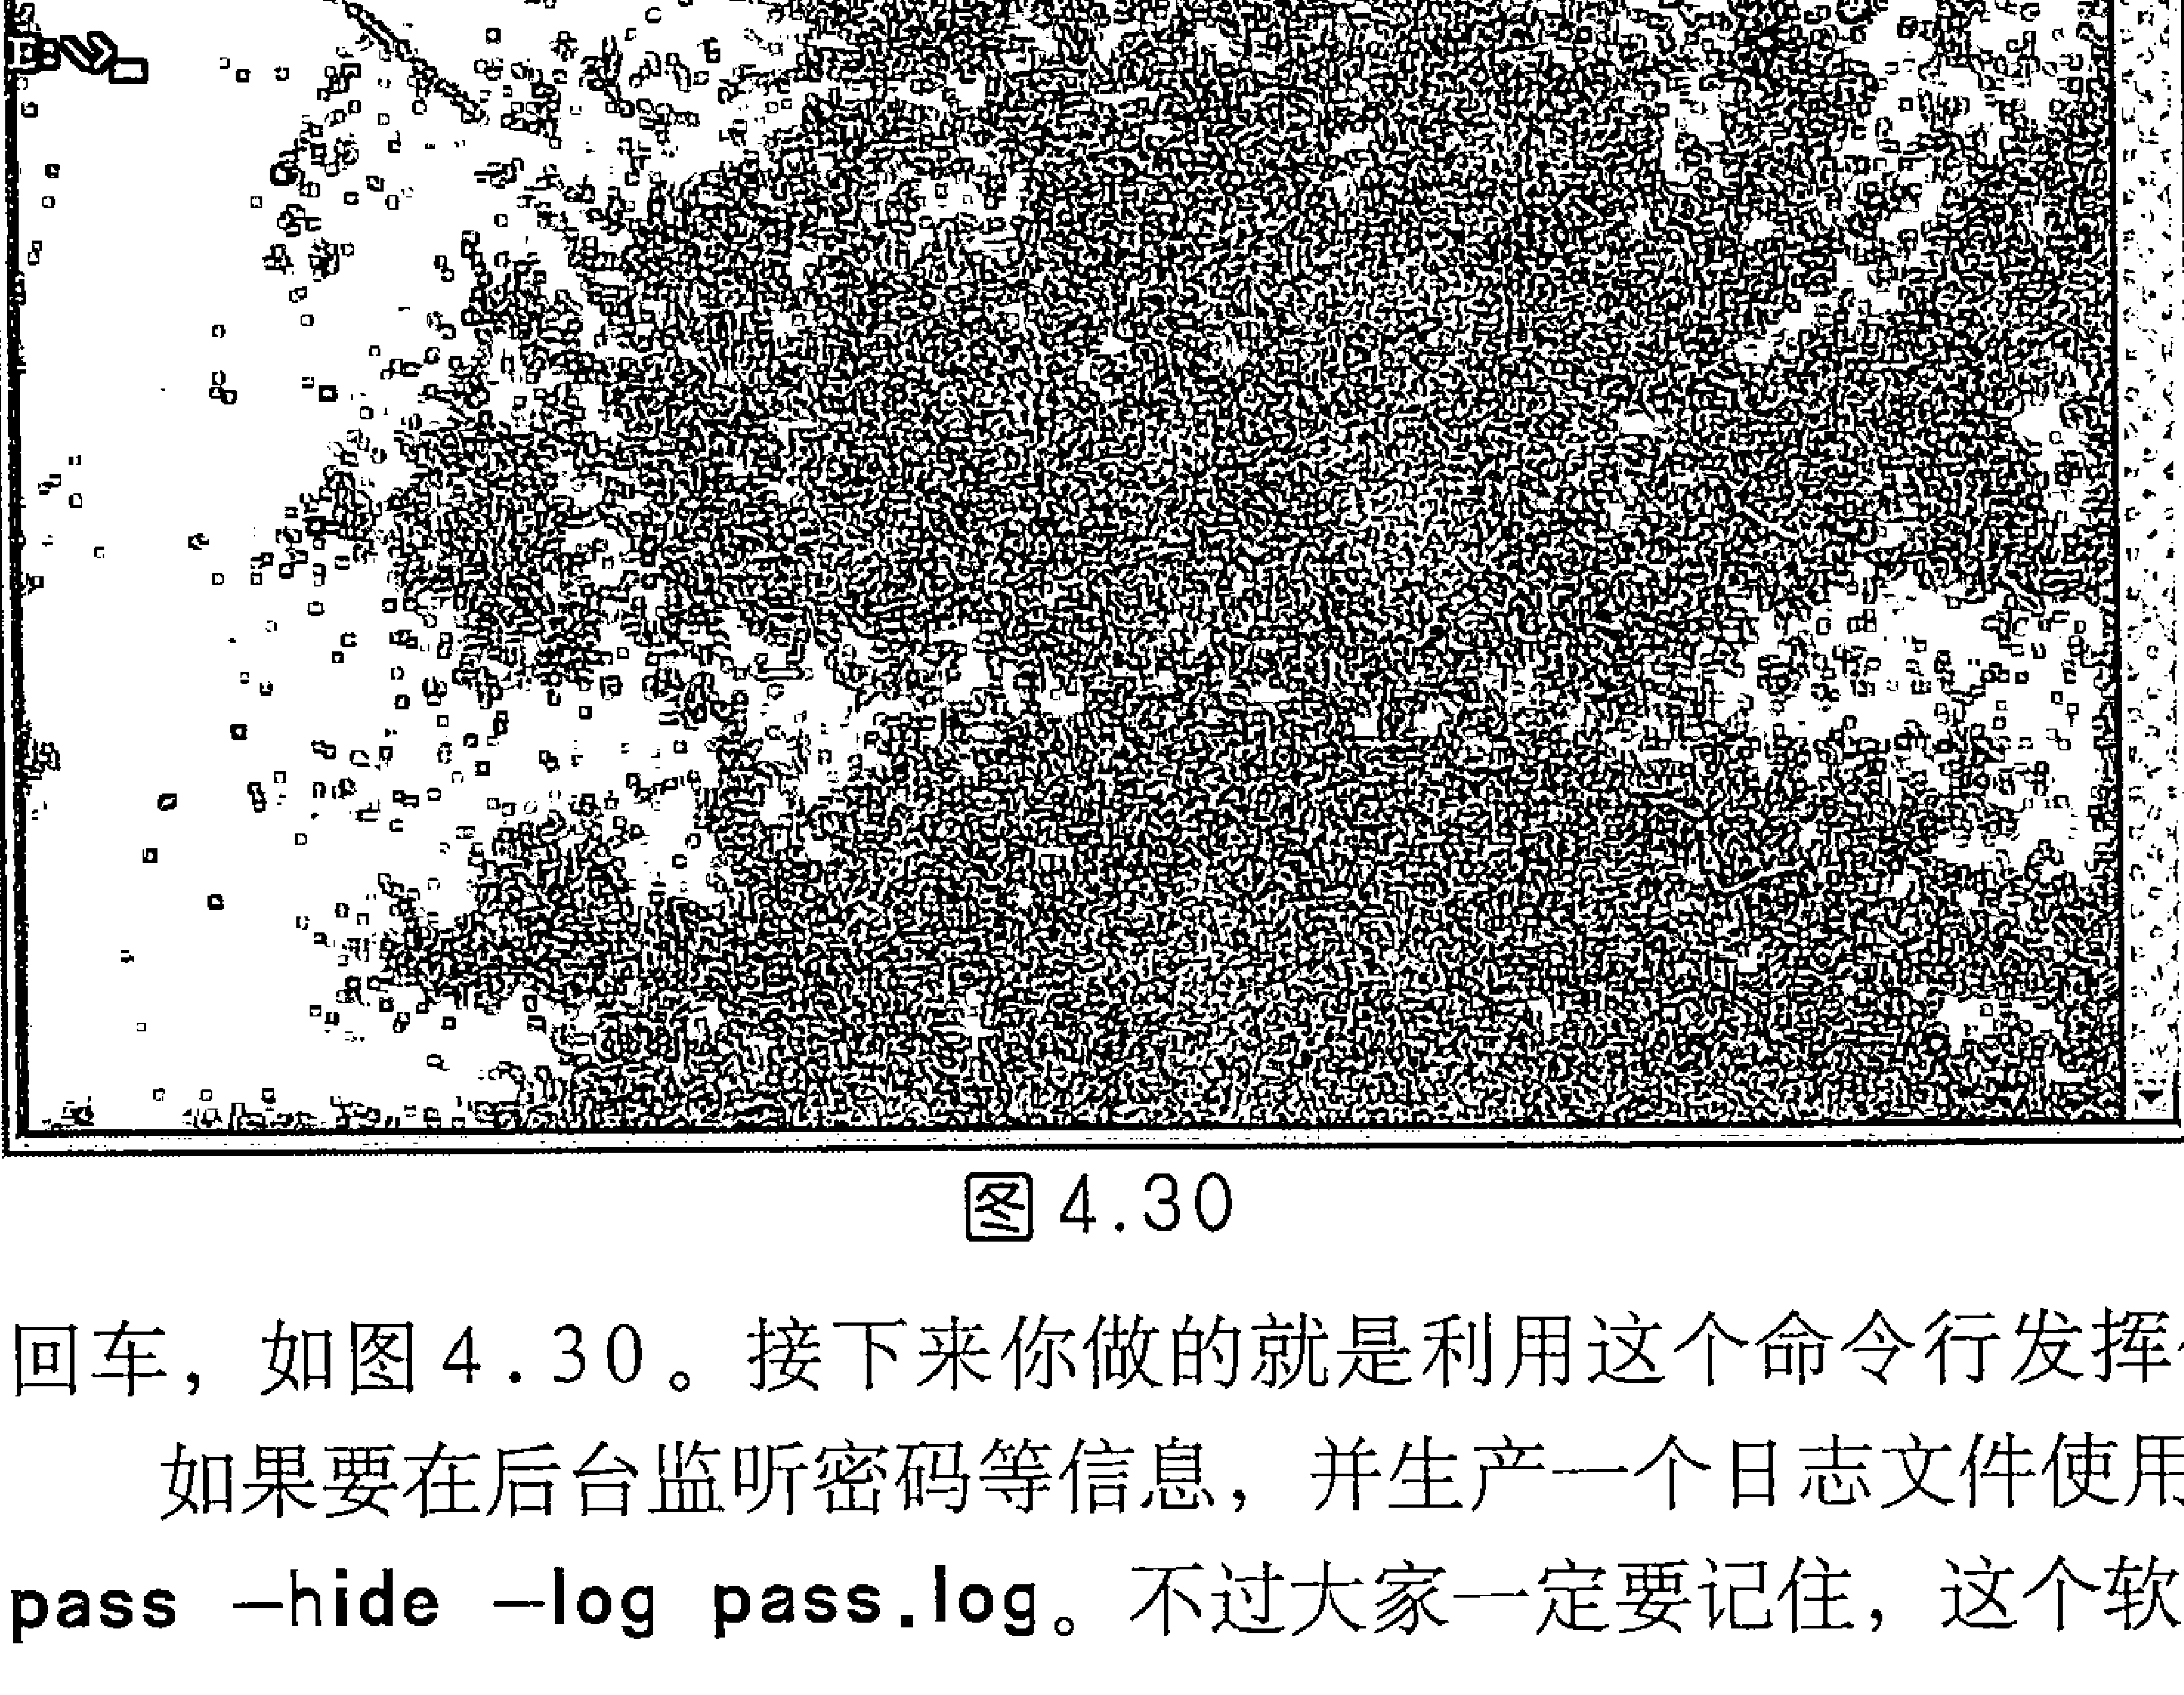 E:\>_
图4.30
回车，如图4.30。接下来你做的就是利用这个命令行发挥
如果要在后台监听密码等信息，并生产一个日志文件使用
pass —hide —log pass.log。不过大家一定要记住，这个软